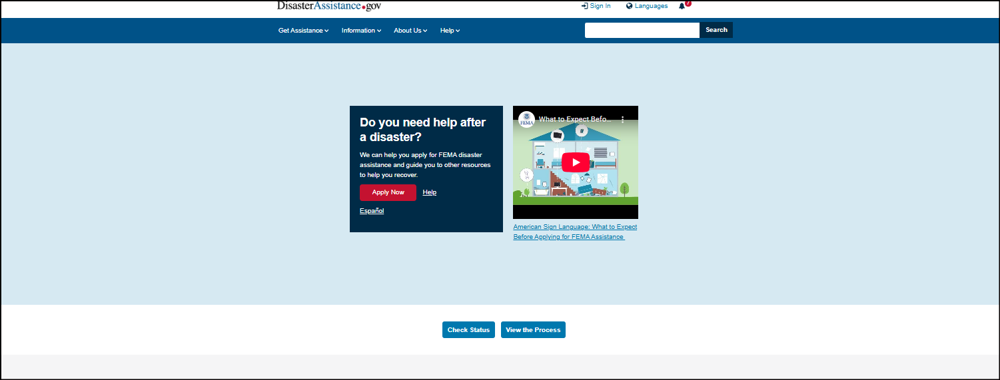 DisasterAssistance.gov
Sign In
Languages
7
Get Assistance
Information
About Us
Help
Search
Do you need help after
a disaster?
We can help you apply for FEMA disaster
assistance and guide you to other resources
to help you recover.
Apply Now
Help
Español
FEMA
What to Expect Befo...
American Sign Language: What to Expect
Before Applying for FEMA Assistance
Check Status
View the Process